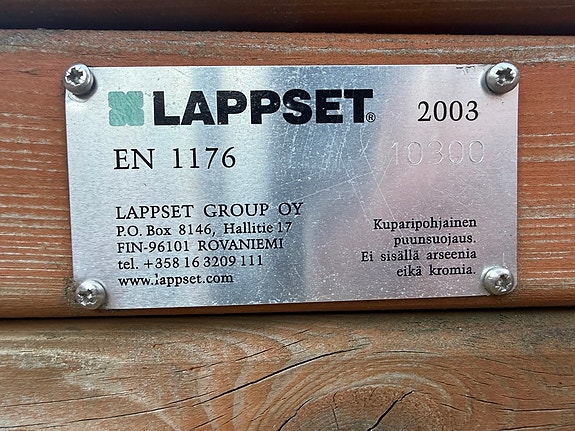 LAPPSET® 2003
EN 1176
10300
LAPPSET GROUP OY
P.O. Box 8146, Hallitie 17
FIN-96101 ROVANIEMI
tel. +358 16 3209 111
www.lappset.com
Kuparipohjainen
puunsuojaus.
Ei sisällä arseenia
eikä kromia.